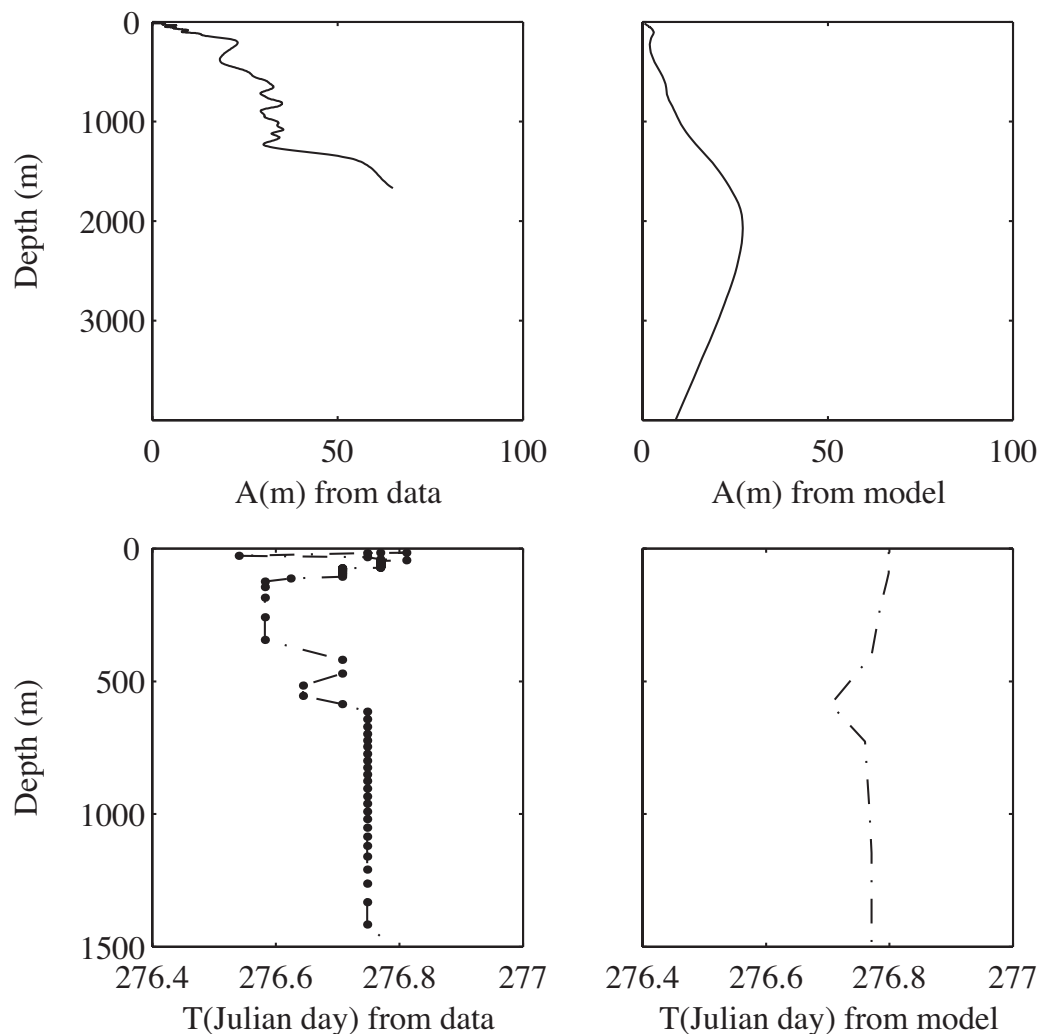 0
1000
2000
3000
Depth (m)
0 50 100
A(m) from data
0 50 100
A(m) from model
0
500
1000
1500
Depth (m)
276.4 276.6 276.8 277
T(Julian day) from data
276.4 276.6 276.8 277
T(Julian day) from model